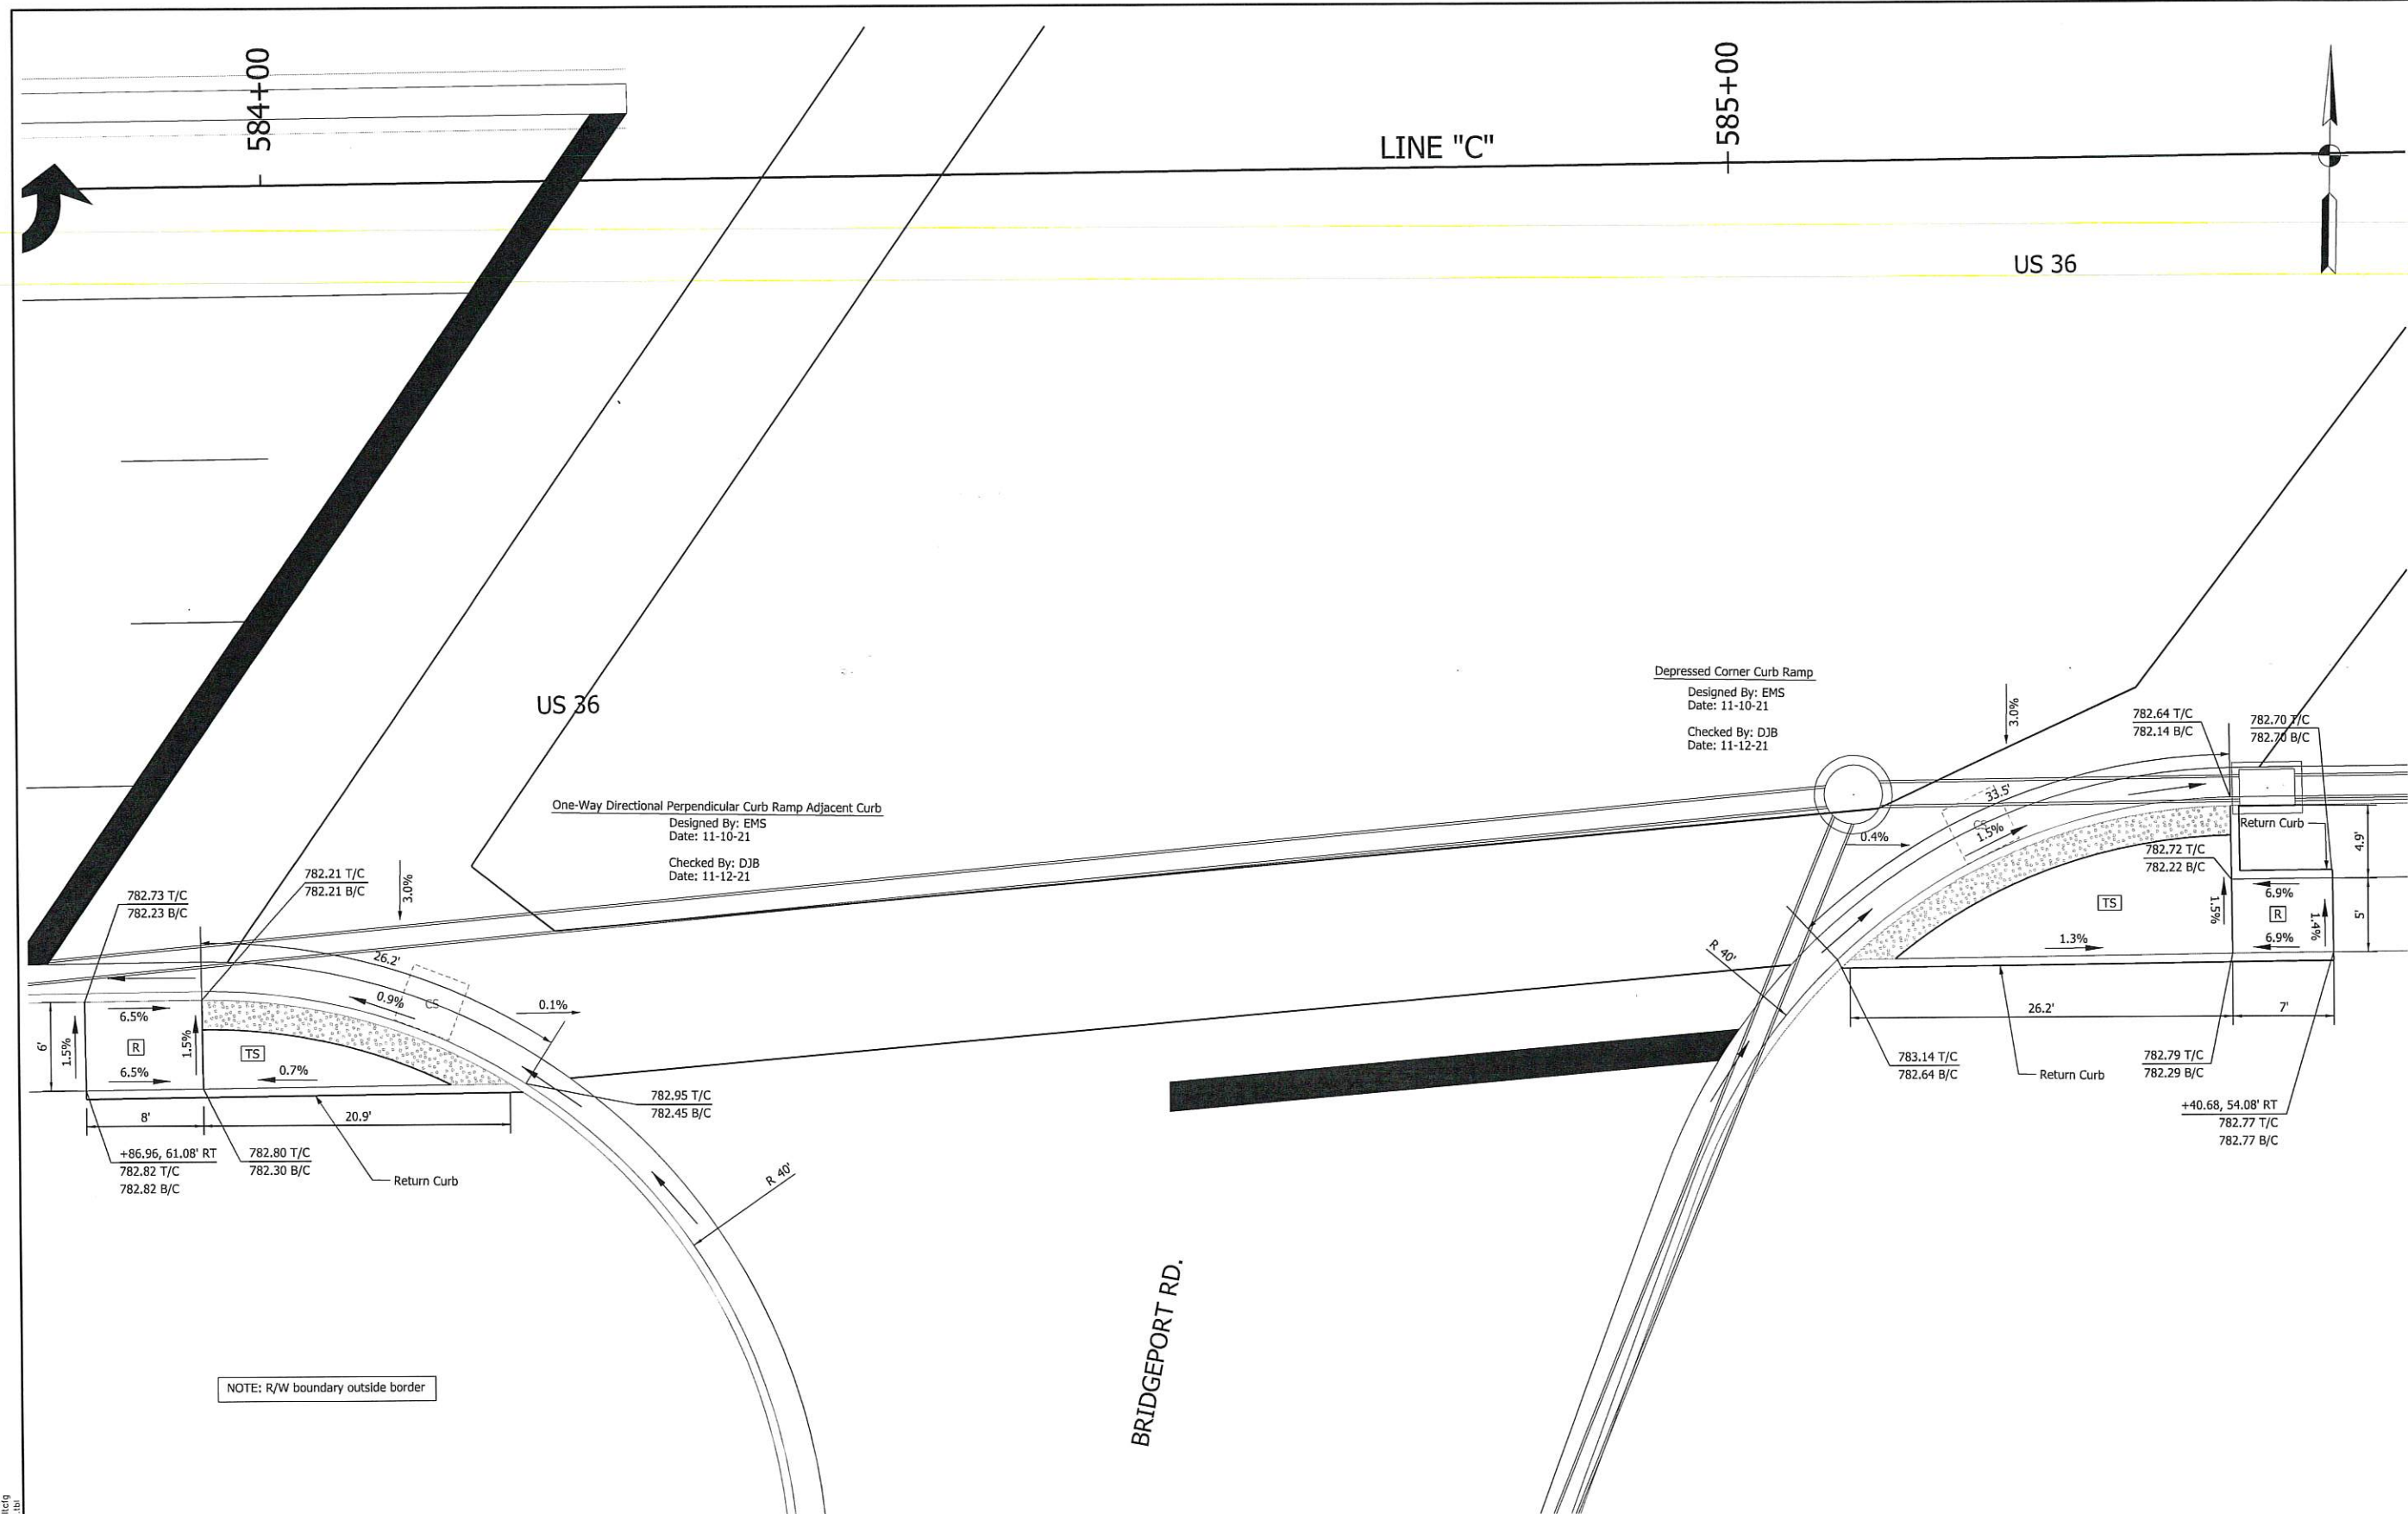 584+00
585+00
LINE "C"
US 36
US 36
Depressed Corner Curb Ramp
Designed By: EMS
Date: 11-10-21
Checked By: DJB
Date: 11-12-21
3.0%
782.64 T/C
782.14 B/C
782.70 T/C
782.70 B/C
One-Way Directional Perpendicular Curb Ramp Adjacent Curb
Designed By: EMS
Date: 11-10-21
Checked By: DJB
Date: 11-12-21
33.5'
CS
1.5%
0.4%
Return Curb
4.9'
782.72 T/C
782.22 B/C
782.21 T/C
782.21 B/C
3.0%
782.73 T/C
782.23 B/C
6.9%
TS
1.5%
R
1.4%
5'
1.3%
6.9%
R 40'
26.2'
0.9%
CS
0.1%
6.5%
6'
1.5%
R
1.5%
TS
6.5%
0.7%
26.2'
7'
783.14 T/C
782.64 B/C
Return Curb
782.79 T/C
782.29 B/C
+40.68, 54.08' RT
782.77 T/C
782.77 B/C
782.95 T/C
782.45 B/C
8'
20.9'
+86.96, 61.08' RT
782.82 T/C
782.82 B/C
782.80 T/C
782.30 B/C
Return Curb
R 40'
BRIDGEPORT RD.
NOTE: R/W boundary outside border